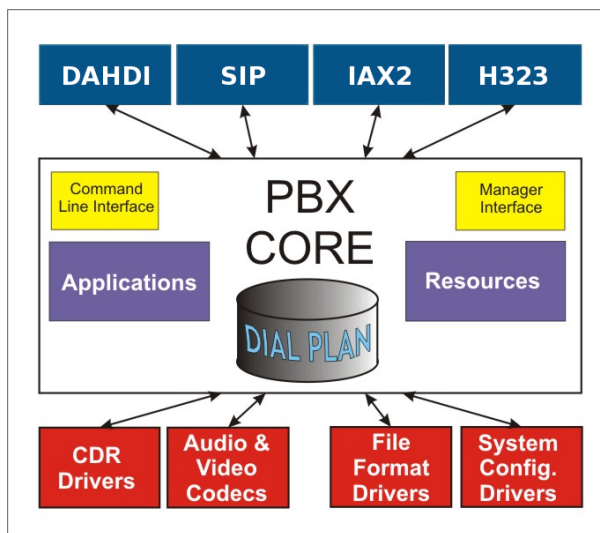 DAHDI
SIP
IAX2
H323
Command
Line Interface
PBX
CORE
Manager
Interface
Applications
Resources
DIAL PLAN
CDR
Drivers
Audio &
Video
Codecs
File
Format
Drivers
System
Config.
Drivers